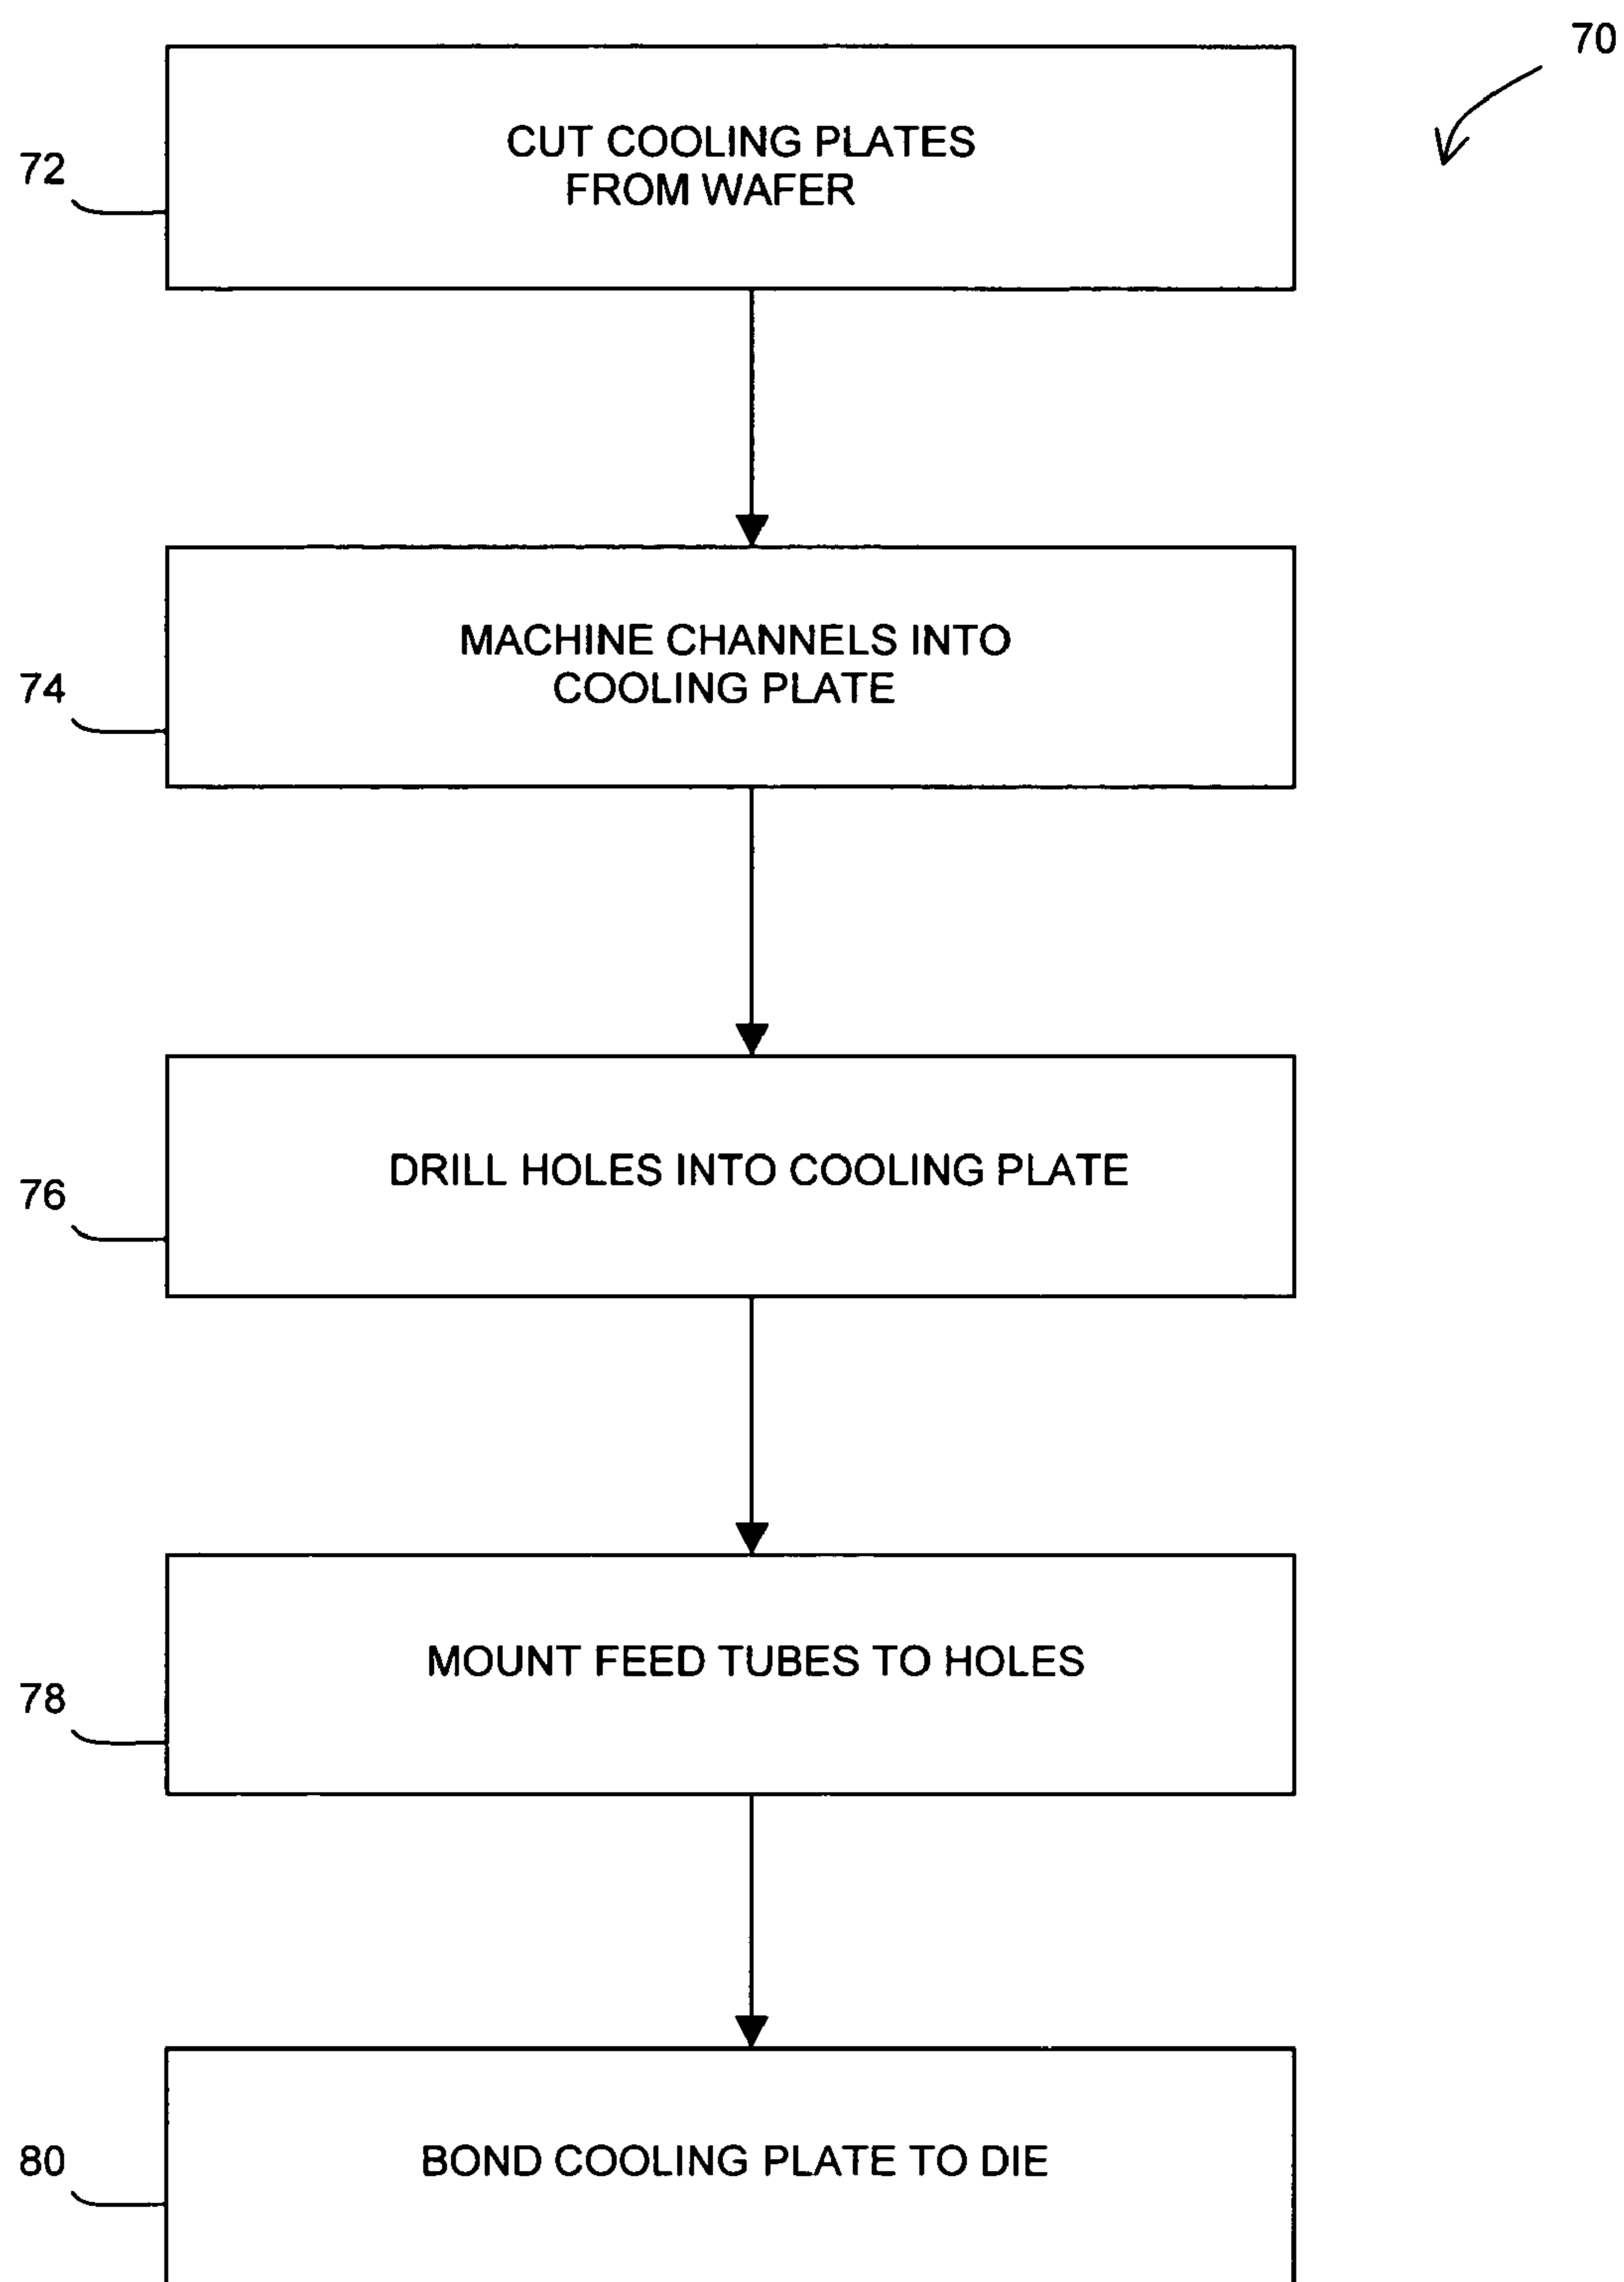 70
72
CUT COOLING PLATES
FROM WAFER
74
MACHINE CHANNELS INTO
COOLING PLATE
76
DRILL HOLES INTO COOLING PLATE
78
MOUNT FEED TUBES TO HOLES
80
BOND COOLING PLATE TO DIE